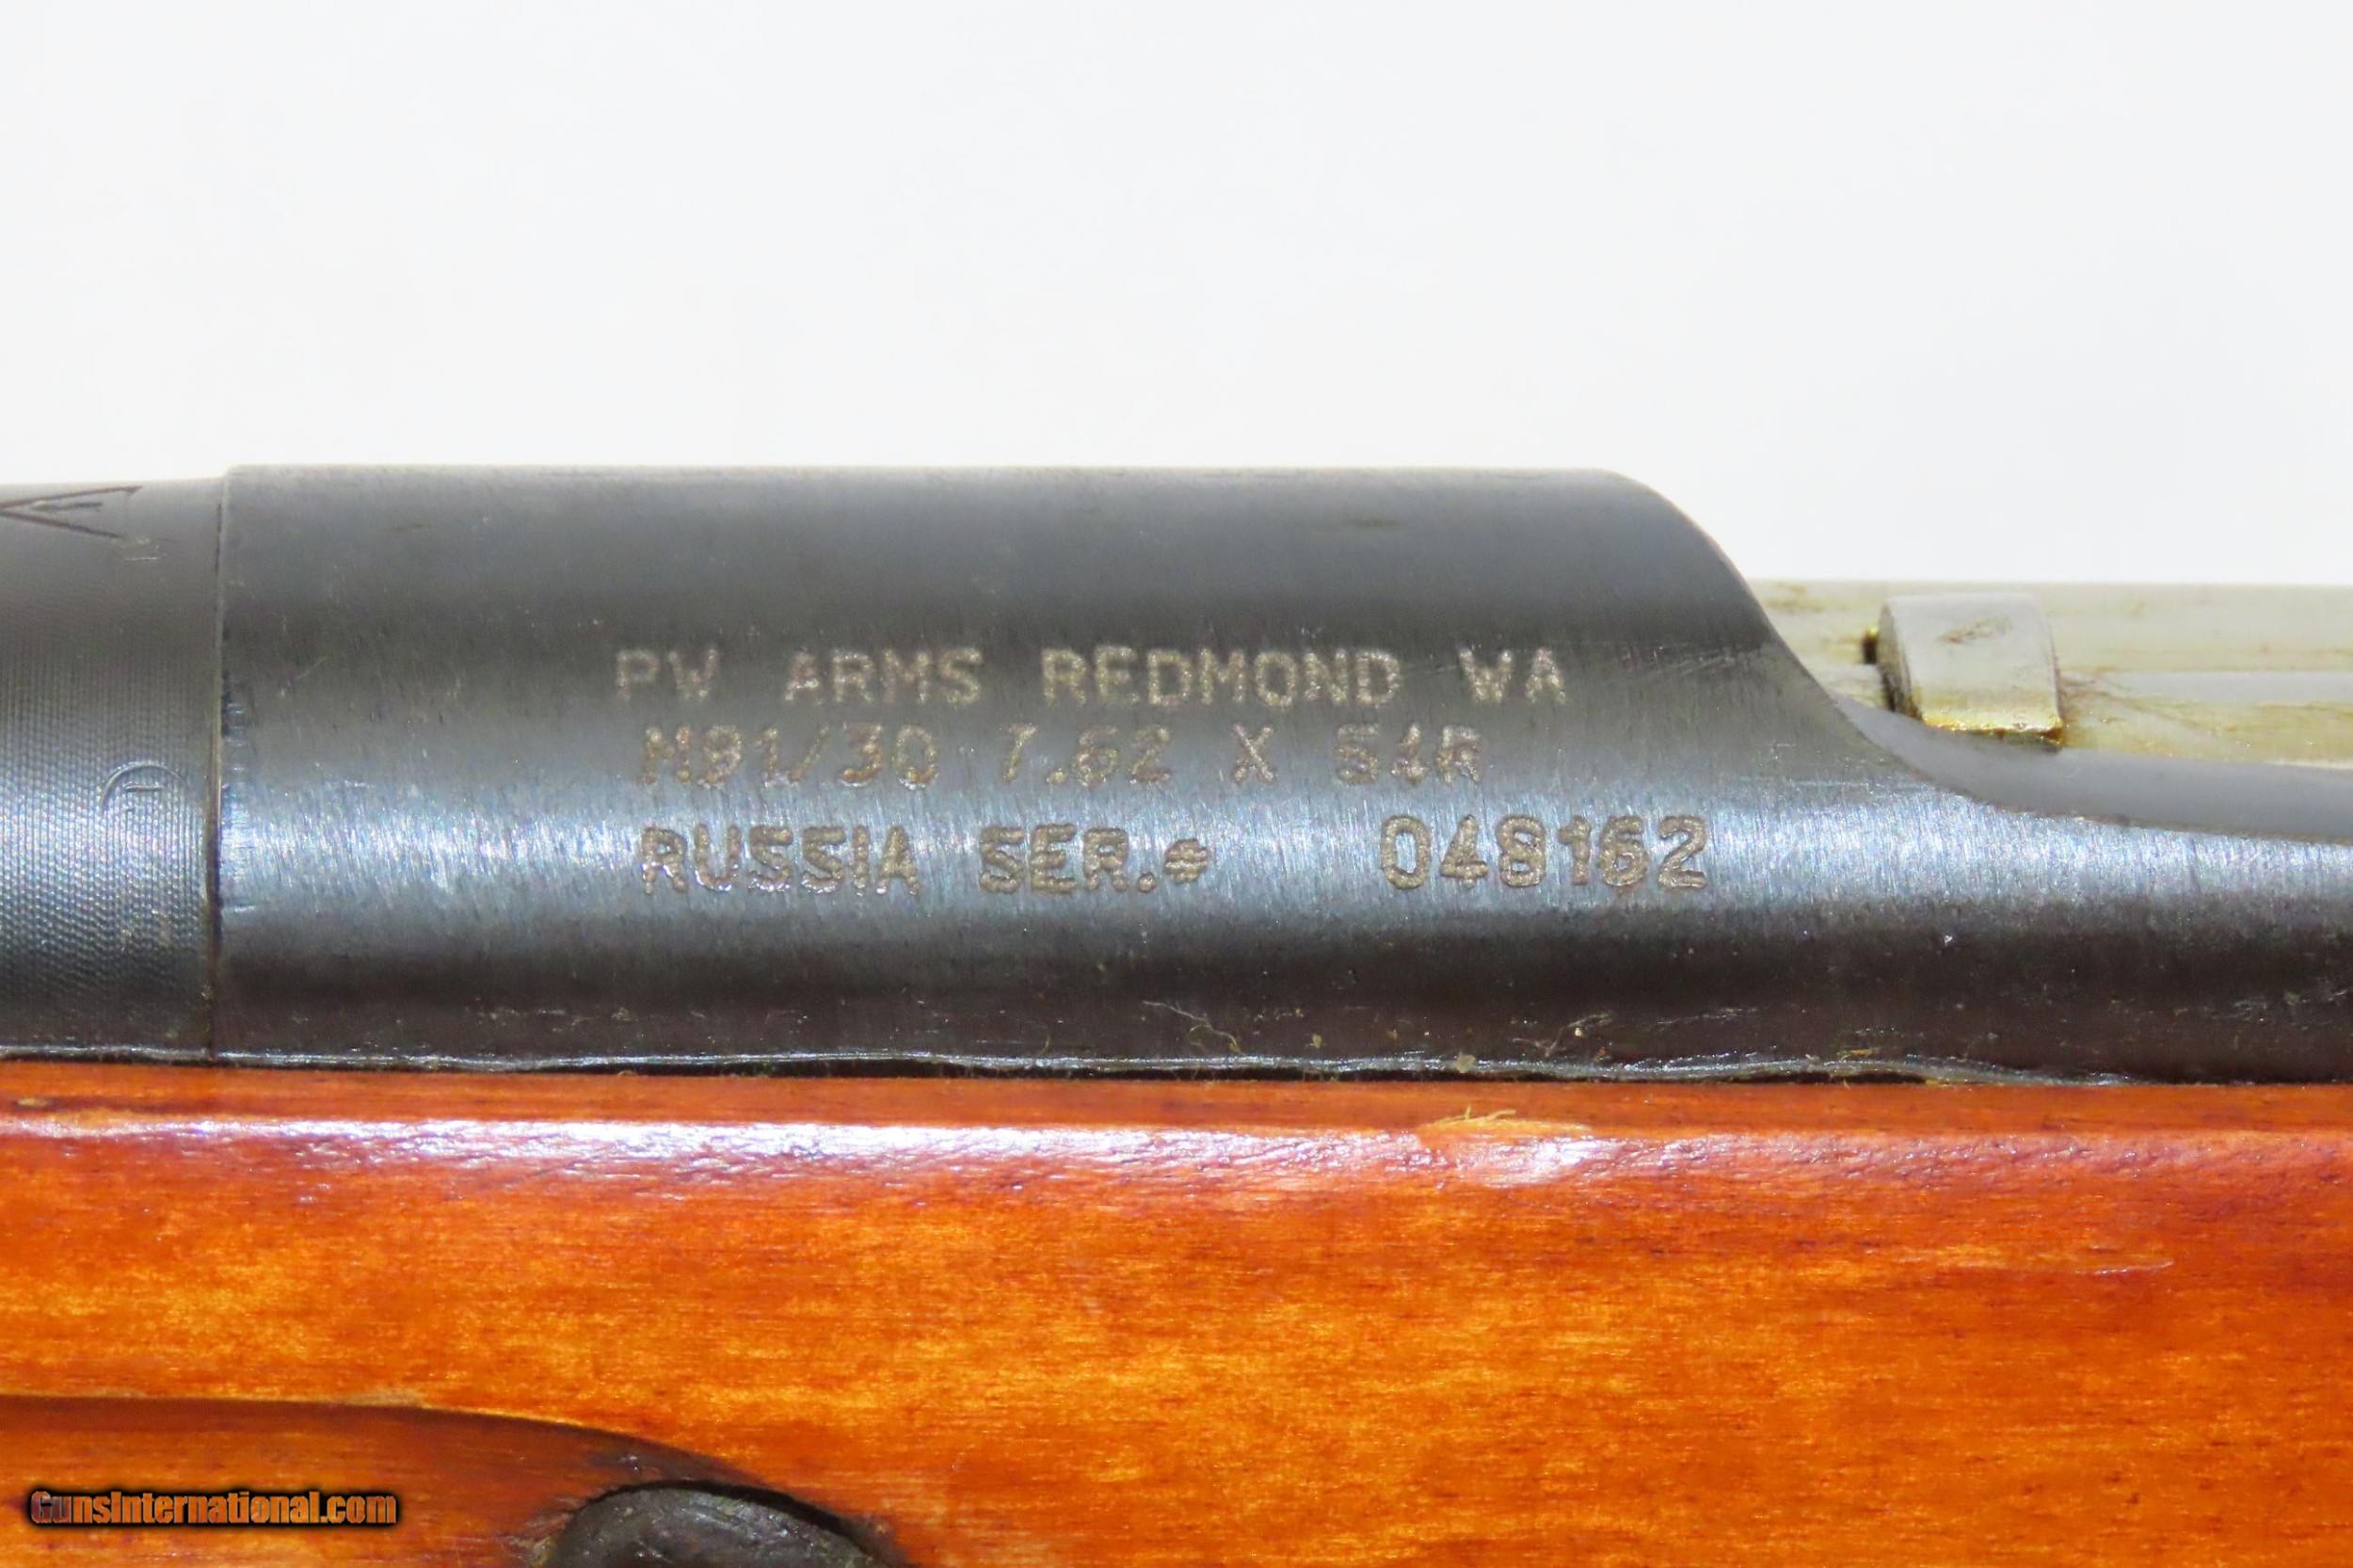 PW ARMS REDMOND WA
M91/30 7.62 X 54R
RUSSIA SER.# 048162
GunsInternational.com